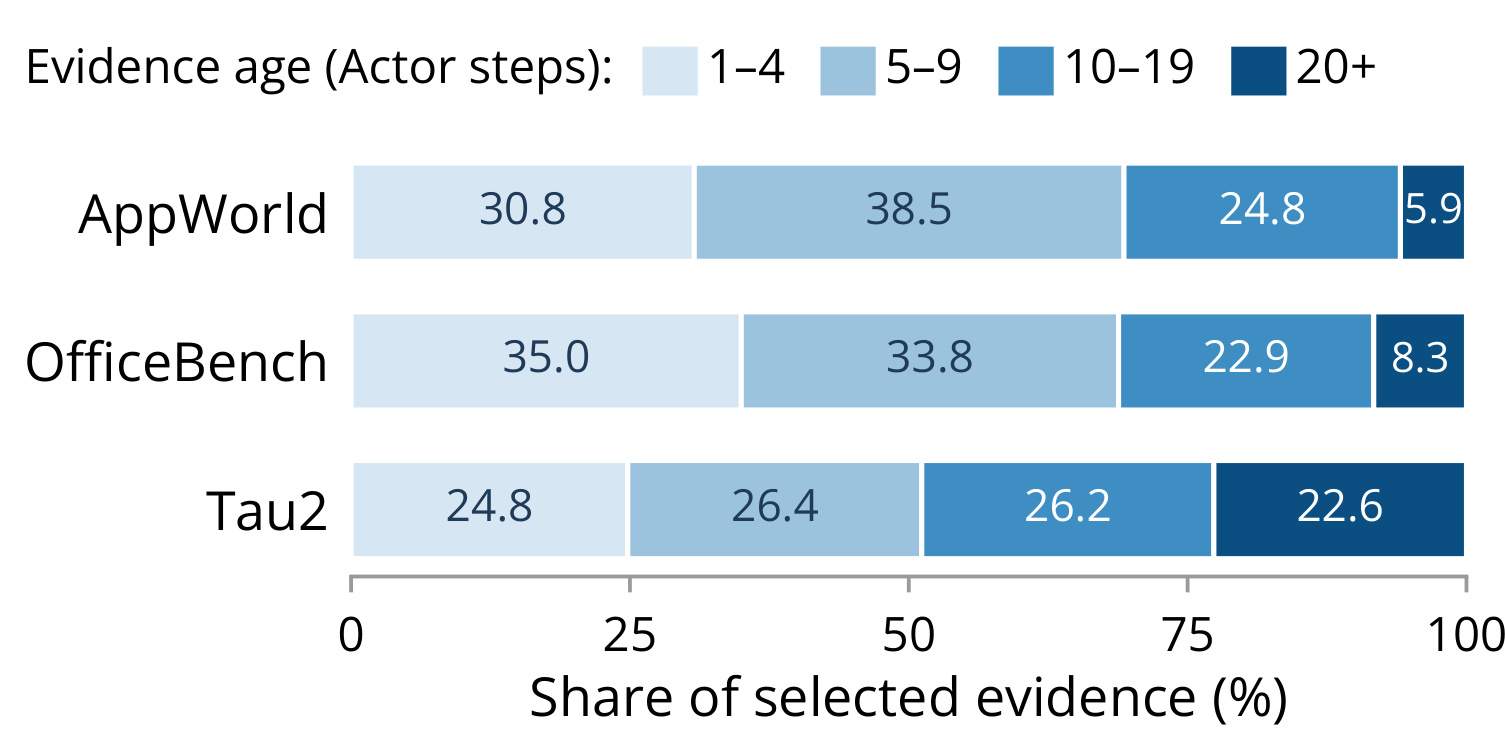 Evidence age (Actor steps): 1–4 5–9 10–19 20+
AppWorld 30.8 38.5 24.8 5.9
OfficeBench 35.0 33.8 22.9 8.3
Tau2 24.8 26.4 26.2 22.6
0 25 50 75 100
Share of selected evidence (%)